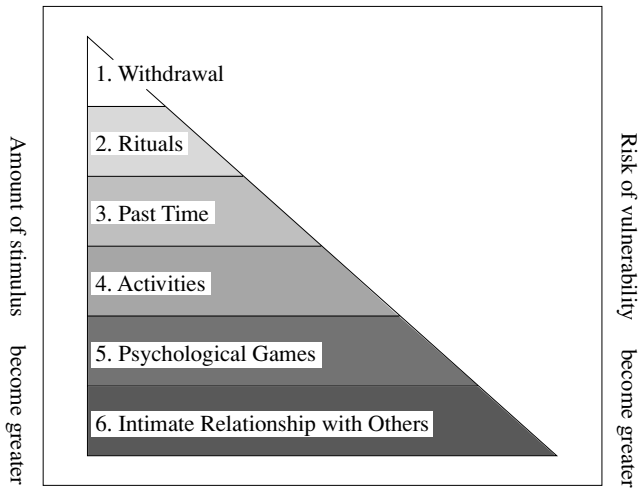 1. Withdrawal
2. Rituals
3. Past Time
4. Activities
5. Psychological Games
6. Intimate Relationship with Others
Amount of stimulus become greater
Risk of vulnerability become greater